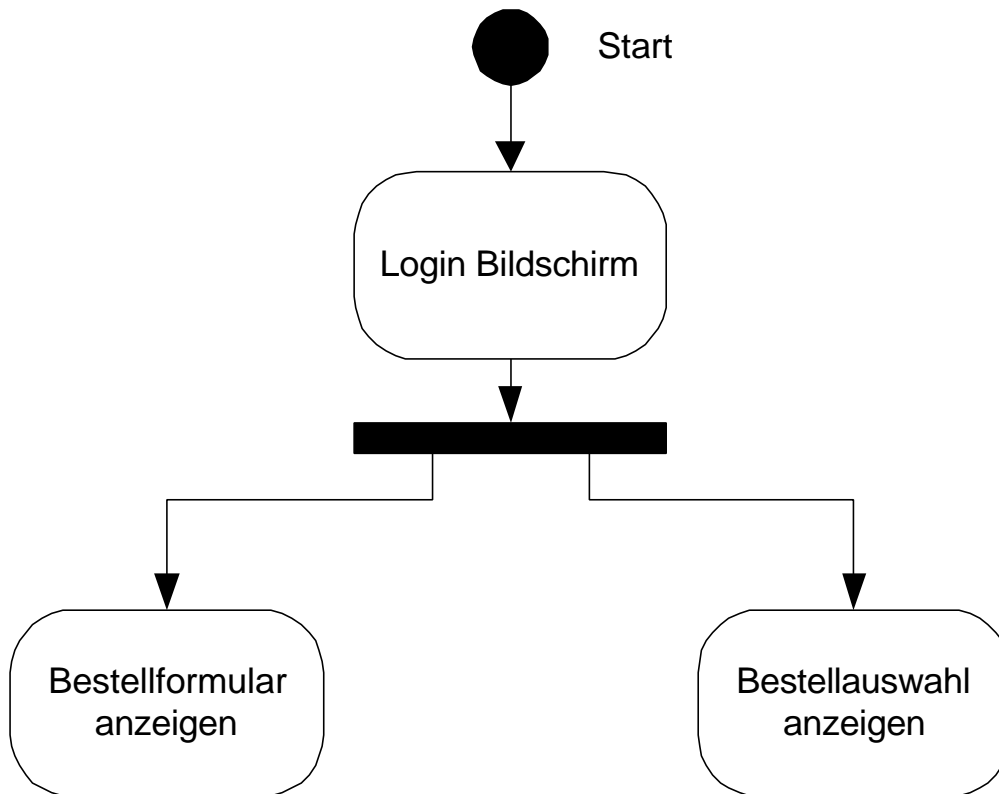 Start
Login Bildschirm
Bestellformular
anzeigen
Bestellauswahl
anzeigen